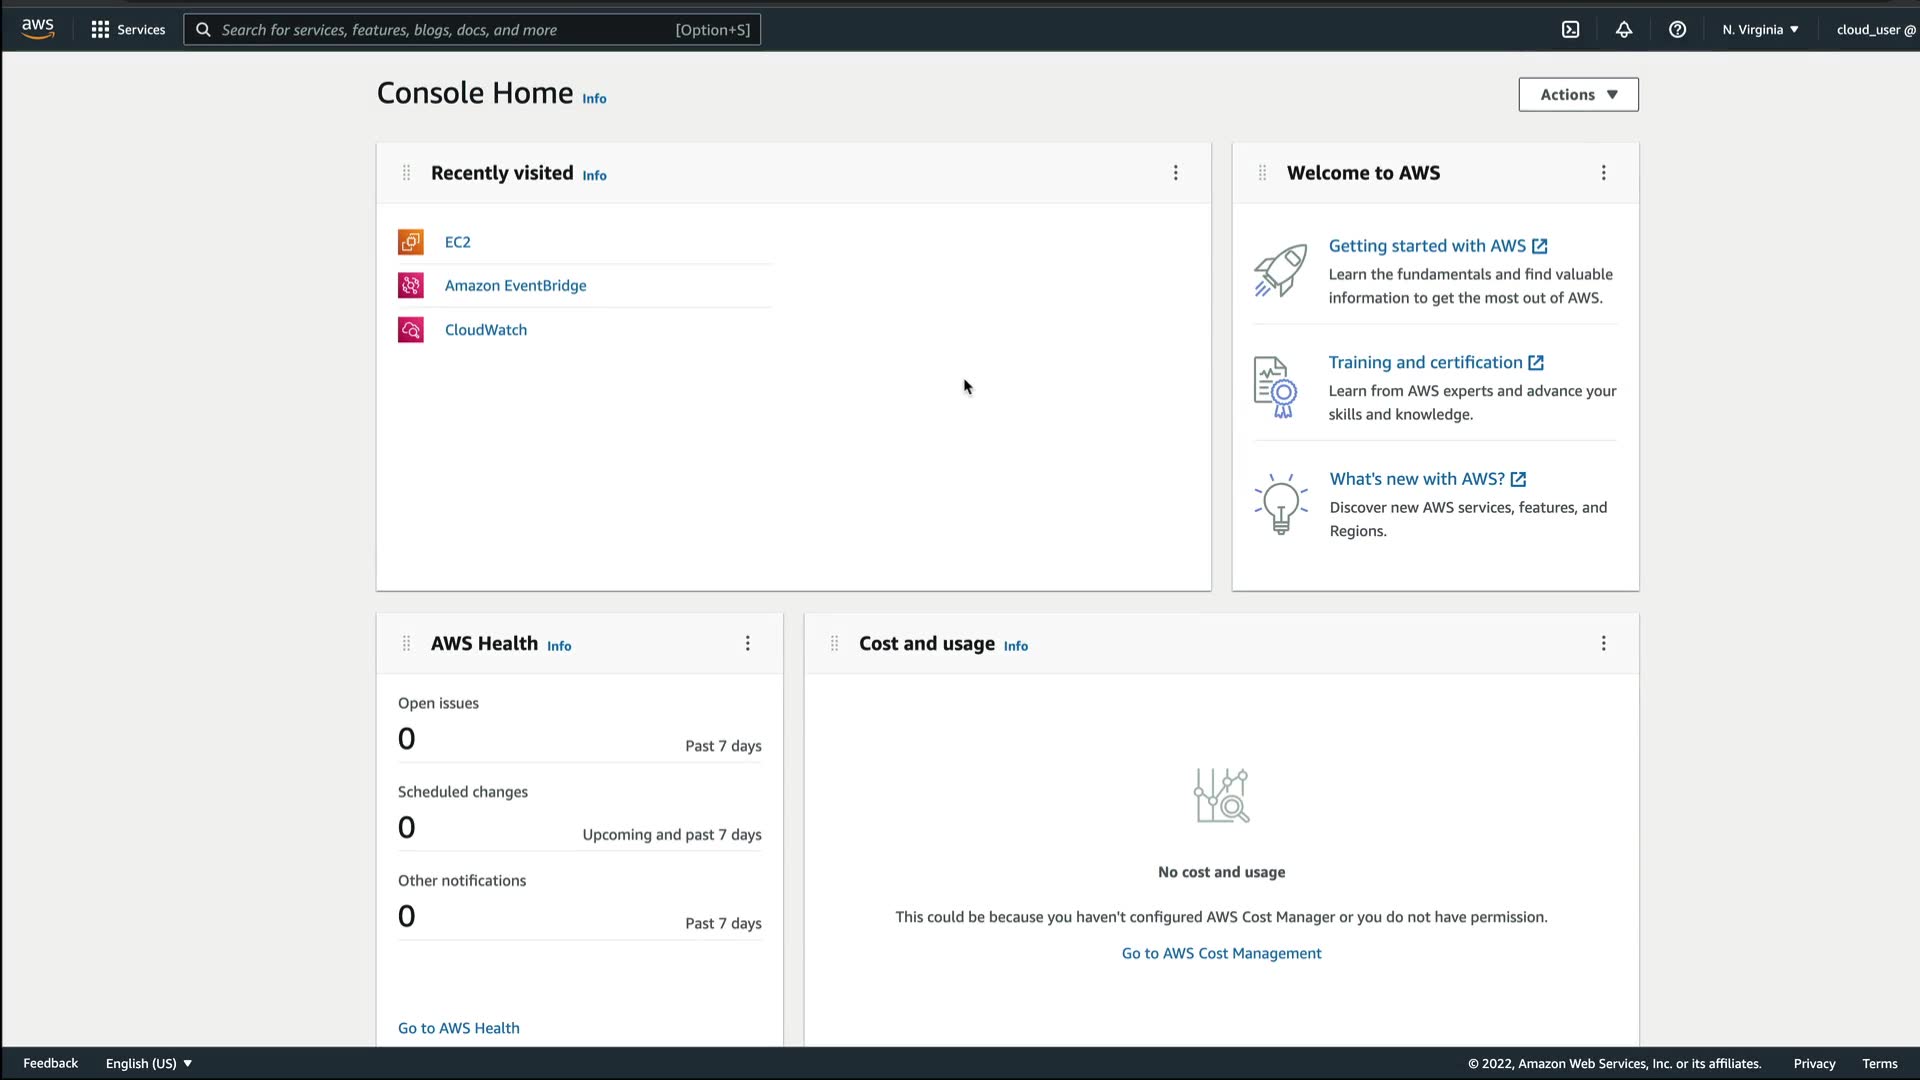 aws
Services
Search for services, features, blogs, docs, and more
[Option+S]
N. Virginia
cloud_user @
Console Home Info
Actions
Recently visited Info
EC2
Amazon EventBridge
CloudWatch
Welcome to AWS
Getting started with AWS
Learn the fundamentals and find valuable
information to get the most out of AWS.
Training and certification
Learn from AWS experts and advance your
skills and knowledge.
What's new with AWS?
Discover new AWS services, features, and
Regions.
AWS Health Info
Open issues
0
Past 7 days
Scheduled changes
0
Upcoming and past 7 days
Other notifications
0
Past 7 days
Go to AWS Health
Cost and usage Info
No cost and usage
This could be because you haven't configured AWS Cost Manager or you do not have permission.
Go to AWS Cost Management
Feedback
English (US)
© 2022, Amazon Web Services, Inc. or its affiliates.
Privacy
Terms